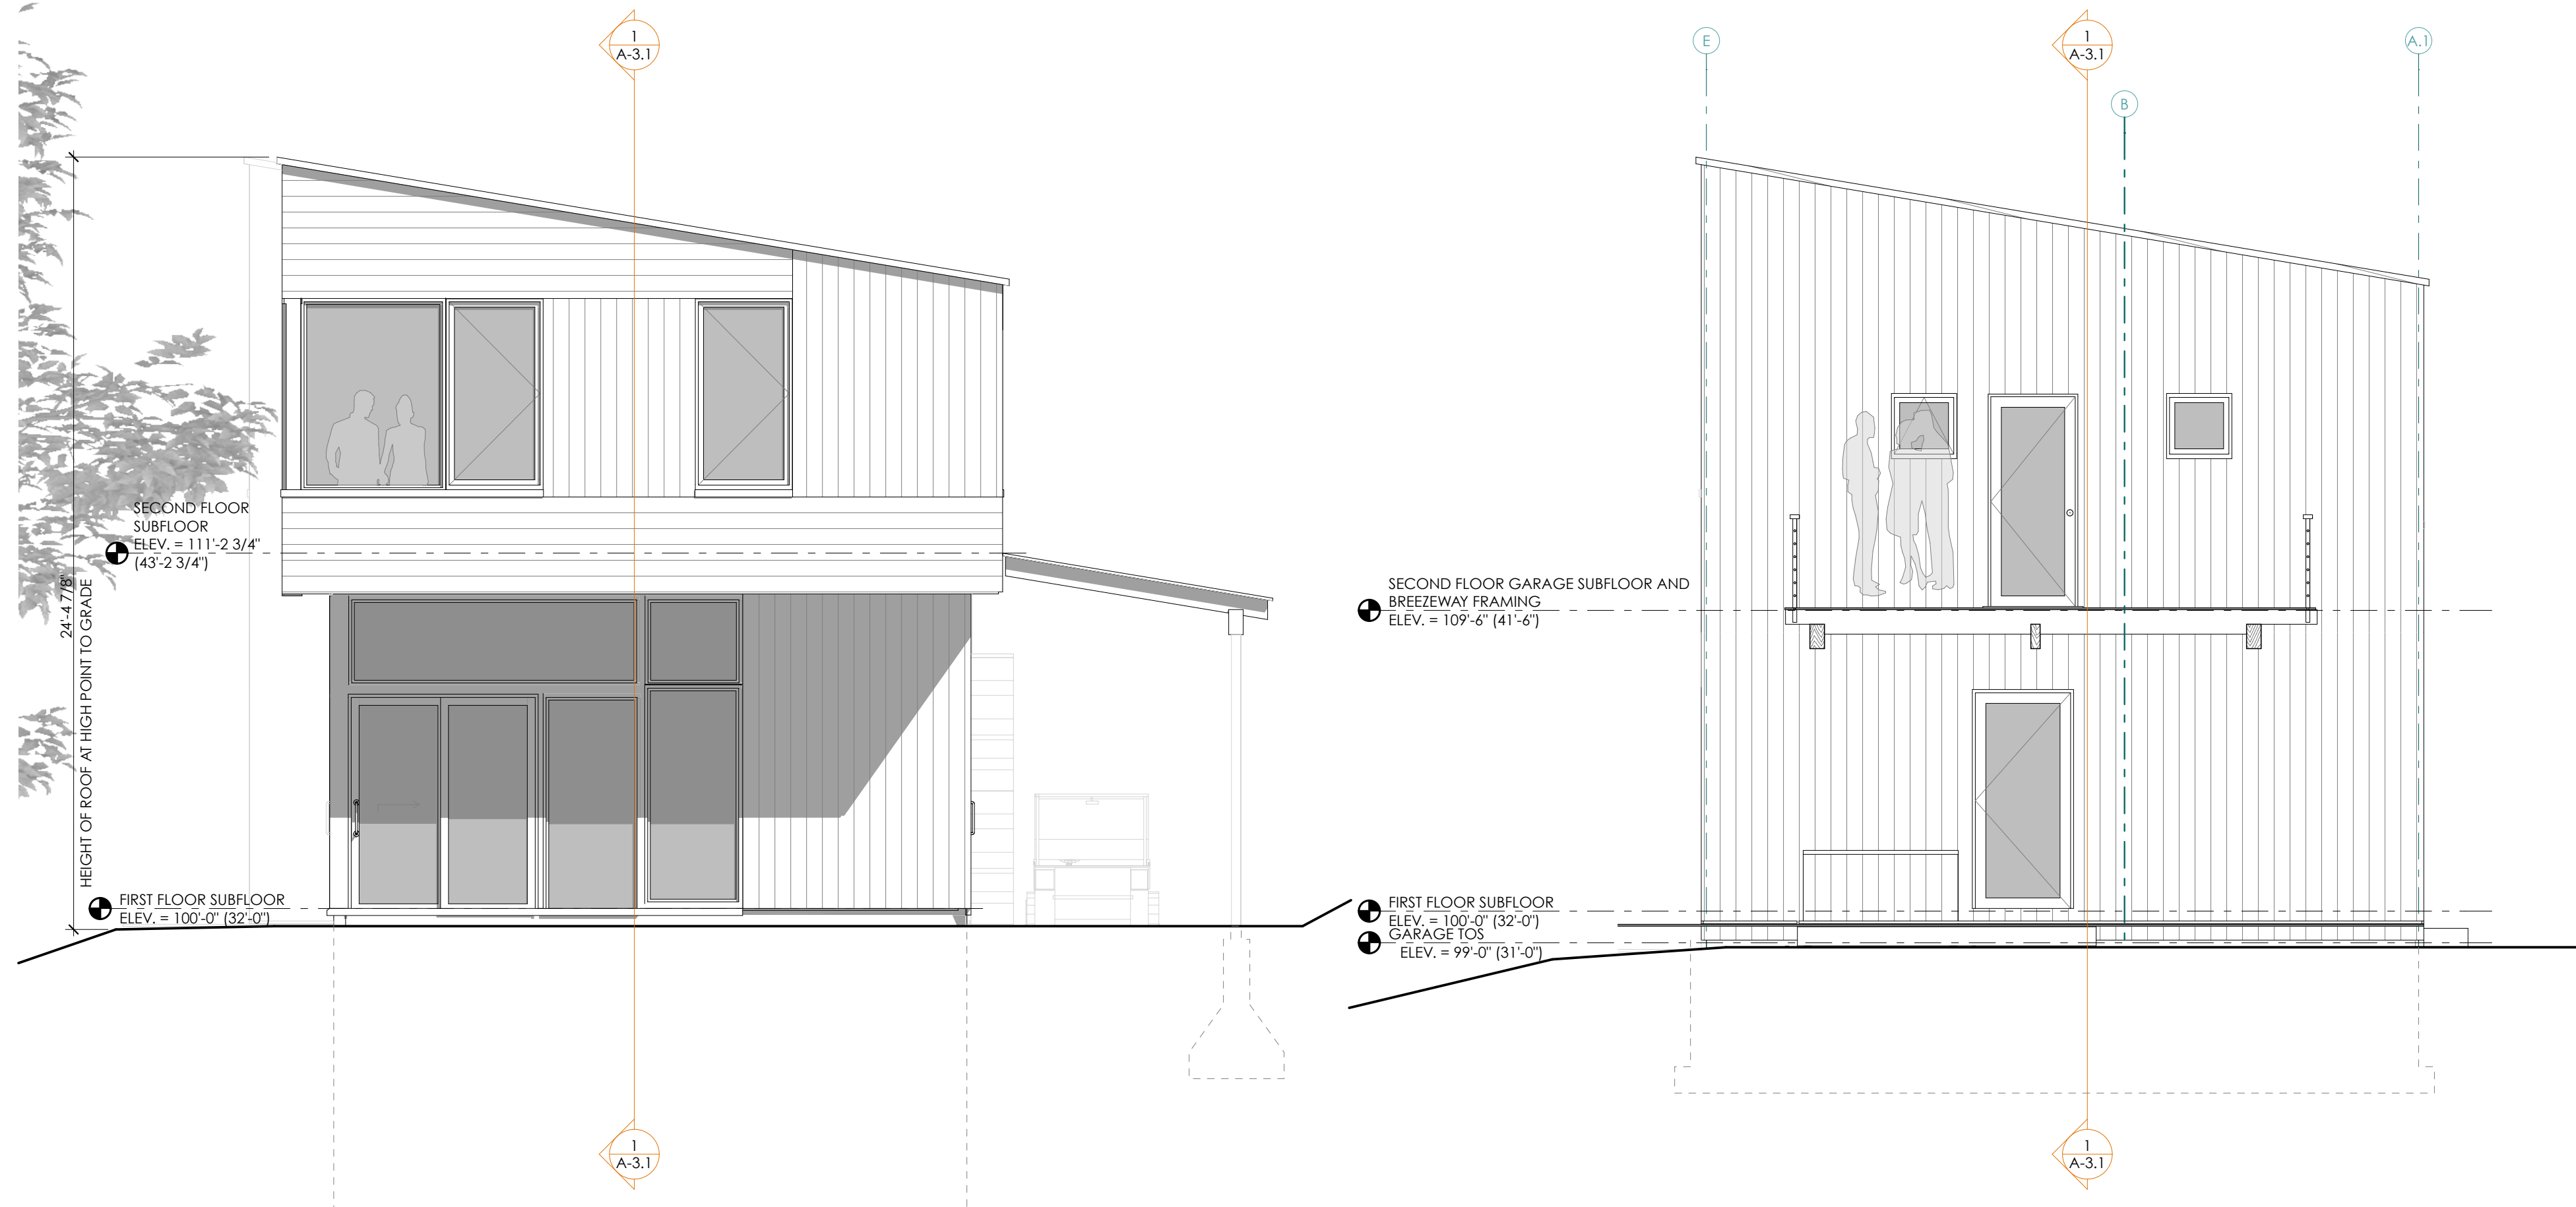 1
A-3.1
SECOND FLOOR
SUBFLOOR
ELEV. = 111'-2 3/4"
(43'-2 3/4")
24'-4 7/8"
HEIGHT OF ROOF AT HIGH POINT TO GRADE
FIRST FLOOR SUBFLOOR
ELEV. = 100'-0" (32'-0")
1
A-3.1
E
1
A-3.1
A.1
B
SECOND FLOOR GARAGE SUBFLOOR AND
BREEZEWAY FRAMING
ELEV. = 109'-6" (41'-6")
FIRST FLOOR SUBFLOOR
ELEV. = 100'-0" (32'-0")
GARAGE TOS
ELEV. = 99'-0" (31'-0")
1
A-3.1